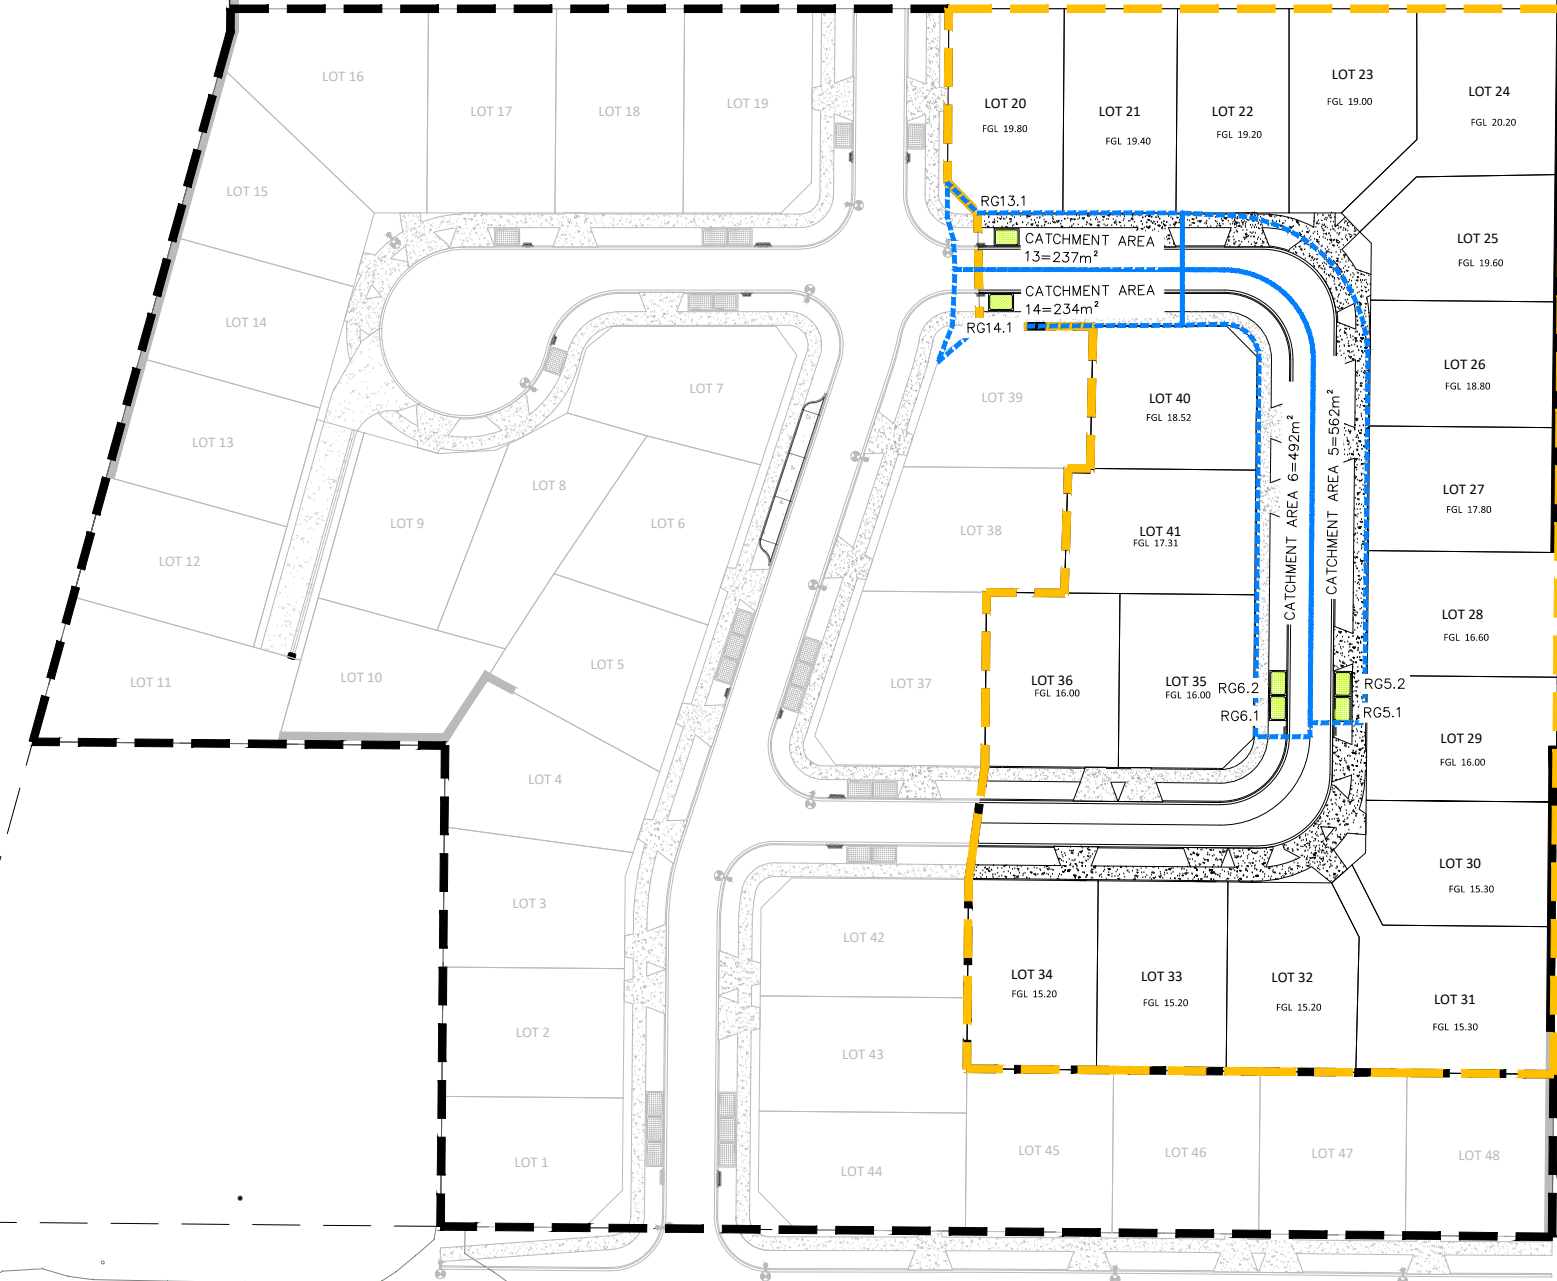 LOT 16
LOT 17
LOT 18
LOT 19
LOT 20
FGL 19.80
LOT 21
FGL 19.40
LOT 22
FGL 19.20
LOT 23
FGL 19.00
LOT 24
FGL 20.20
LOT 15
RG13.1
CATCHMENT AREA
13=237m²
LOT 25
FGL 19.60
CATCHMENT AREA
14=234m²
RG14.1
LOT 14
LOT 7
LOT 39
LOT 40
FGL 18.52
LOT 26
FGL 18.80
LOT 13
CATCHMENT AREA 6=492m²
CATCHMENT AREA 5=562m²
LOT 8
LOT 9
LOT 6
LOT 38
LOT 41
FGL 17.31
LOT 27
FGL 17.80
LOT 12
LOT 28
FGL 16.60
LOT 11
LOT 10
LOT 5
LOT 37
LOT 36
FGL 16.00
LOT 35
FGL 16.00
RG6.2
RG6.1
RG5.2
RG5.1
LOT 29
FGL 16.00
LOT 4
LOT 30
FGL 15.30
LOT 3
LOT 42
LOT 34
FGL 15.20
LOT 33
FGL 15.20
LOT 32
FGL 15.20
LOT 31
FGL 15.30
LOT 2
LOT 43
LOT 1
LOT 44
LOT 45
LOT 46
LOT 47
LOT 48